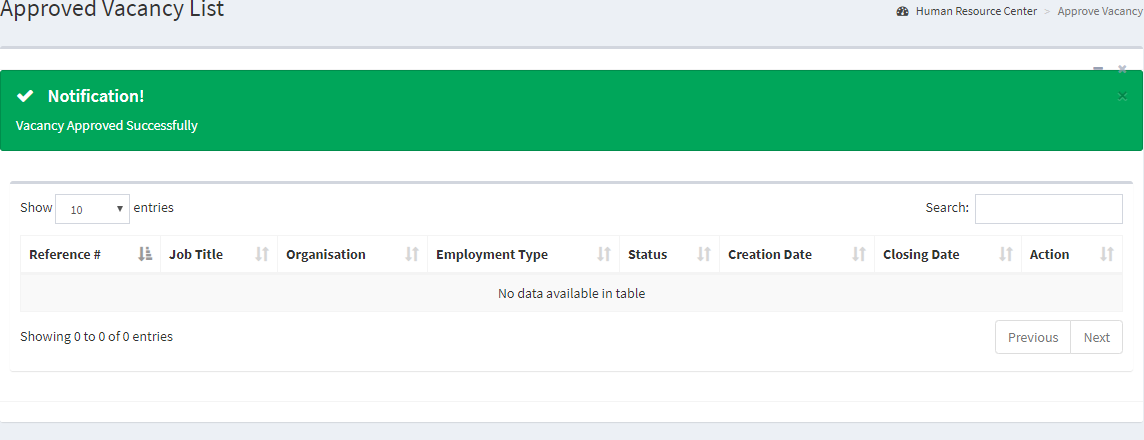 Approved Vacancy List
Human Resource Center > Approve Vacancy
Notification!
Vacancy Approved Successfully
Show 10 entries
Search:
Reference # Job Title Organisation Employment Type Status Creation Date Closing Date Action
No data available in table
Showing 0 to 0 of 0 entries
Previous Next